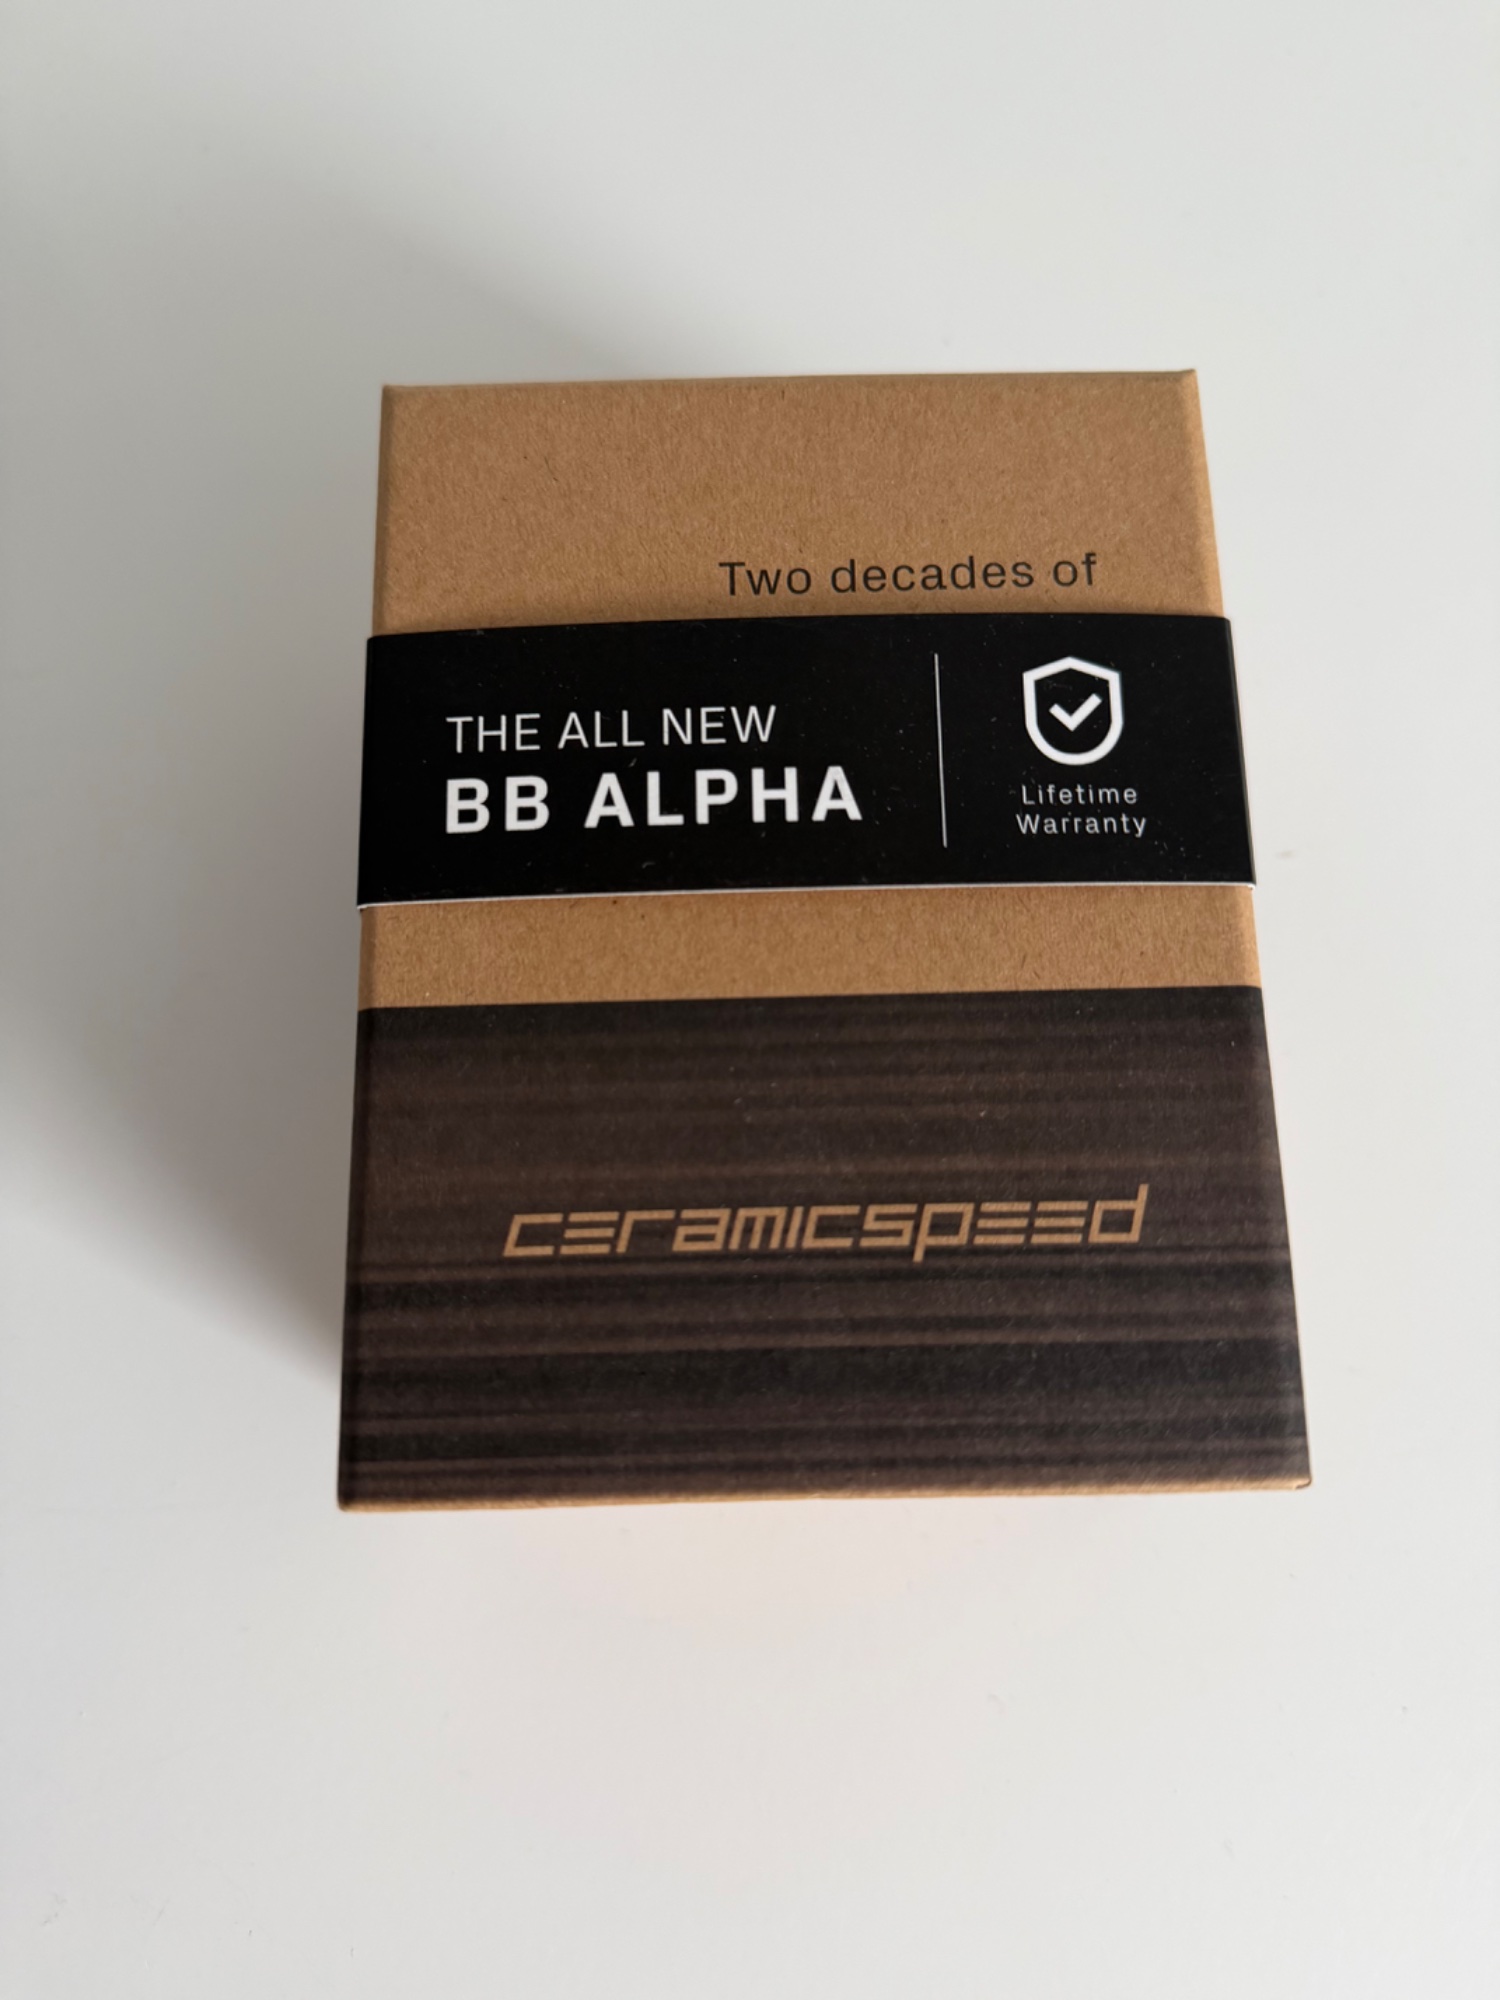 Two decades of
THE ALL NEW
BB ALPHA
Lifetime
Warranty
ceramicspeed